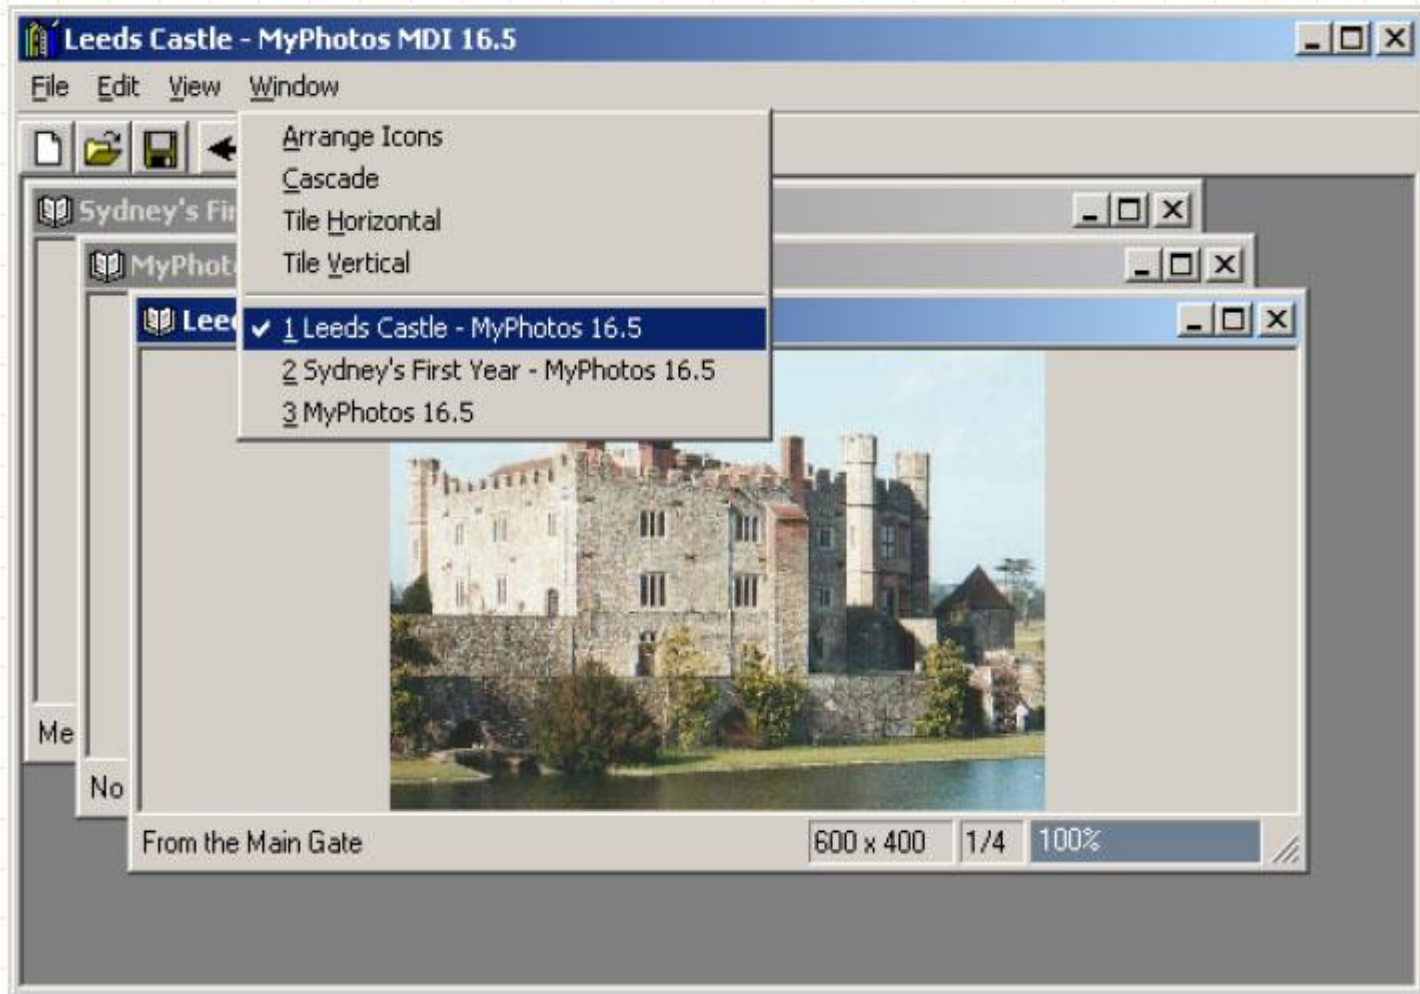 Leeds Castle - MyPhotos MDI 16.5
File Edit View Window
Arrange Icons
Cascade
Tile Horizontal
Tile Vertical
1 Leeds Castle - MyPhotos 16.5
2 Sydney's First Year - MyPhotos 16.5
3 MyPhotos 16.5
Sydney's Fir
MyPhoto
Leed
Me
No
From the Main Gate 600 x 400 1/4 100%